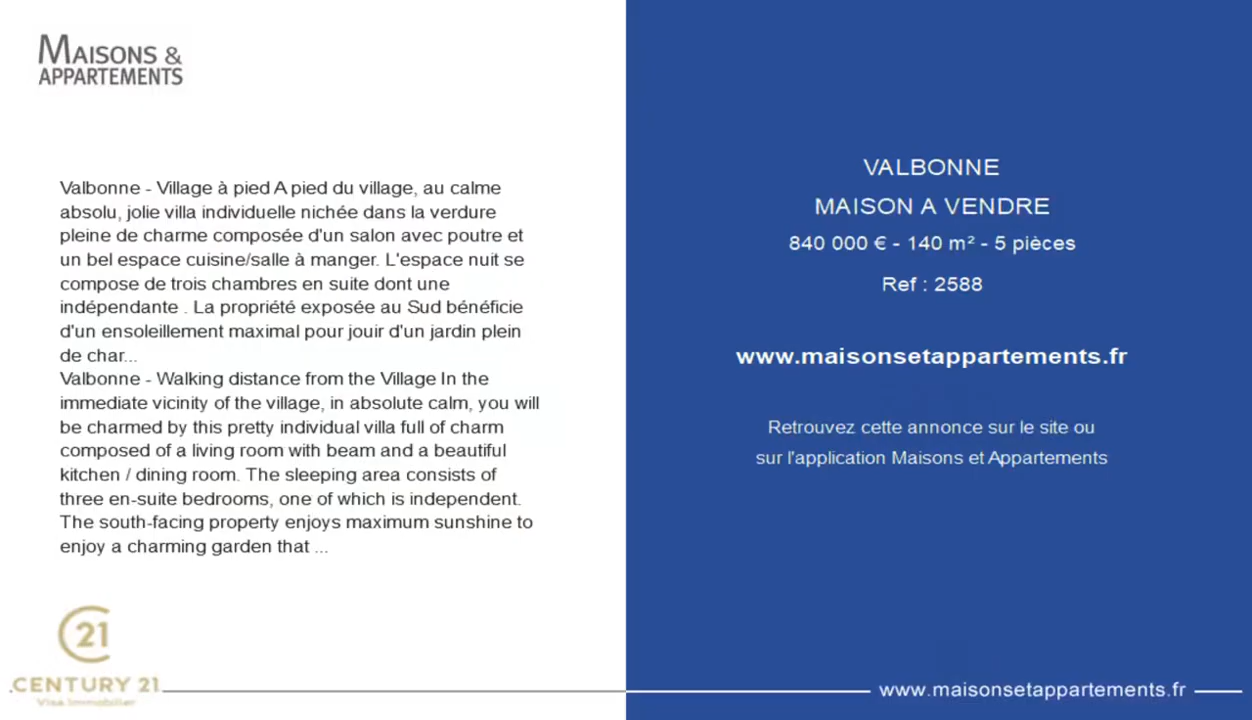 MAISONS &
APPARTEMENTS
Valbonne - Village à pied A pied du village, au calme
absolu, jolie villa individuelle nichée dans la verdure
pleine de charme composée d'un salon avec poutre et
un bel espace cuisine/salle à manger. L'espace nuit se
compose de trois chambres en suite dont une
indépendante . La propriété exposée au Sud bénéficie
d'un ensoleillement maximal pour jouir d'un jardin plein
de char...
Valbonne - Walking distance from the Village In the
immediate vicinity of the village, in absolute calm, you will
be charmed by this pretty individual villa full of charm
composed of a living room with beam and a beautiful
kitchen / dining room. The sleeping area consists of
three en-suite bedrooms, one of which is independent.
The south-facing property enjoys maximum sunshine to
enjoy a charming garden that ...
C21
CENTURY 21
Visa Immobilier
VALBONNE
MAISON A VENDRE
840 000 € - 140 m² - 5 pièces
Ref : 2588
www.maisonsetappartements.fr
Retrouvez cette annonce sur le site ou
sur l'application Maisons et Appartements
www.maisonsetappartements.fr